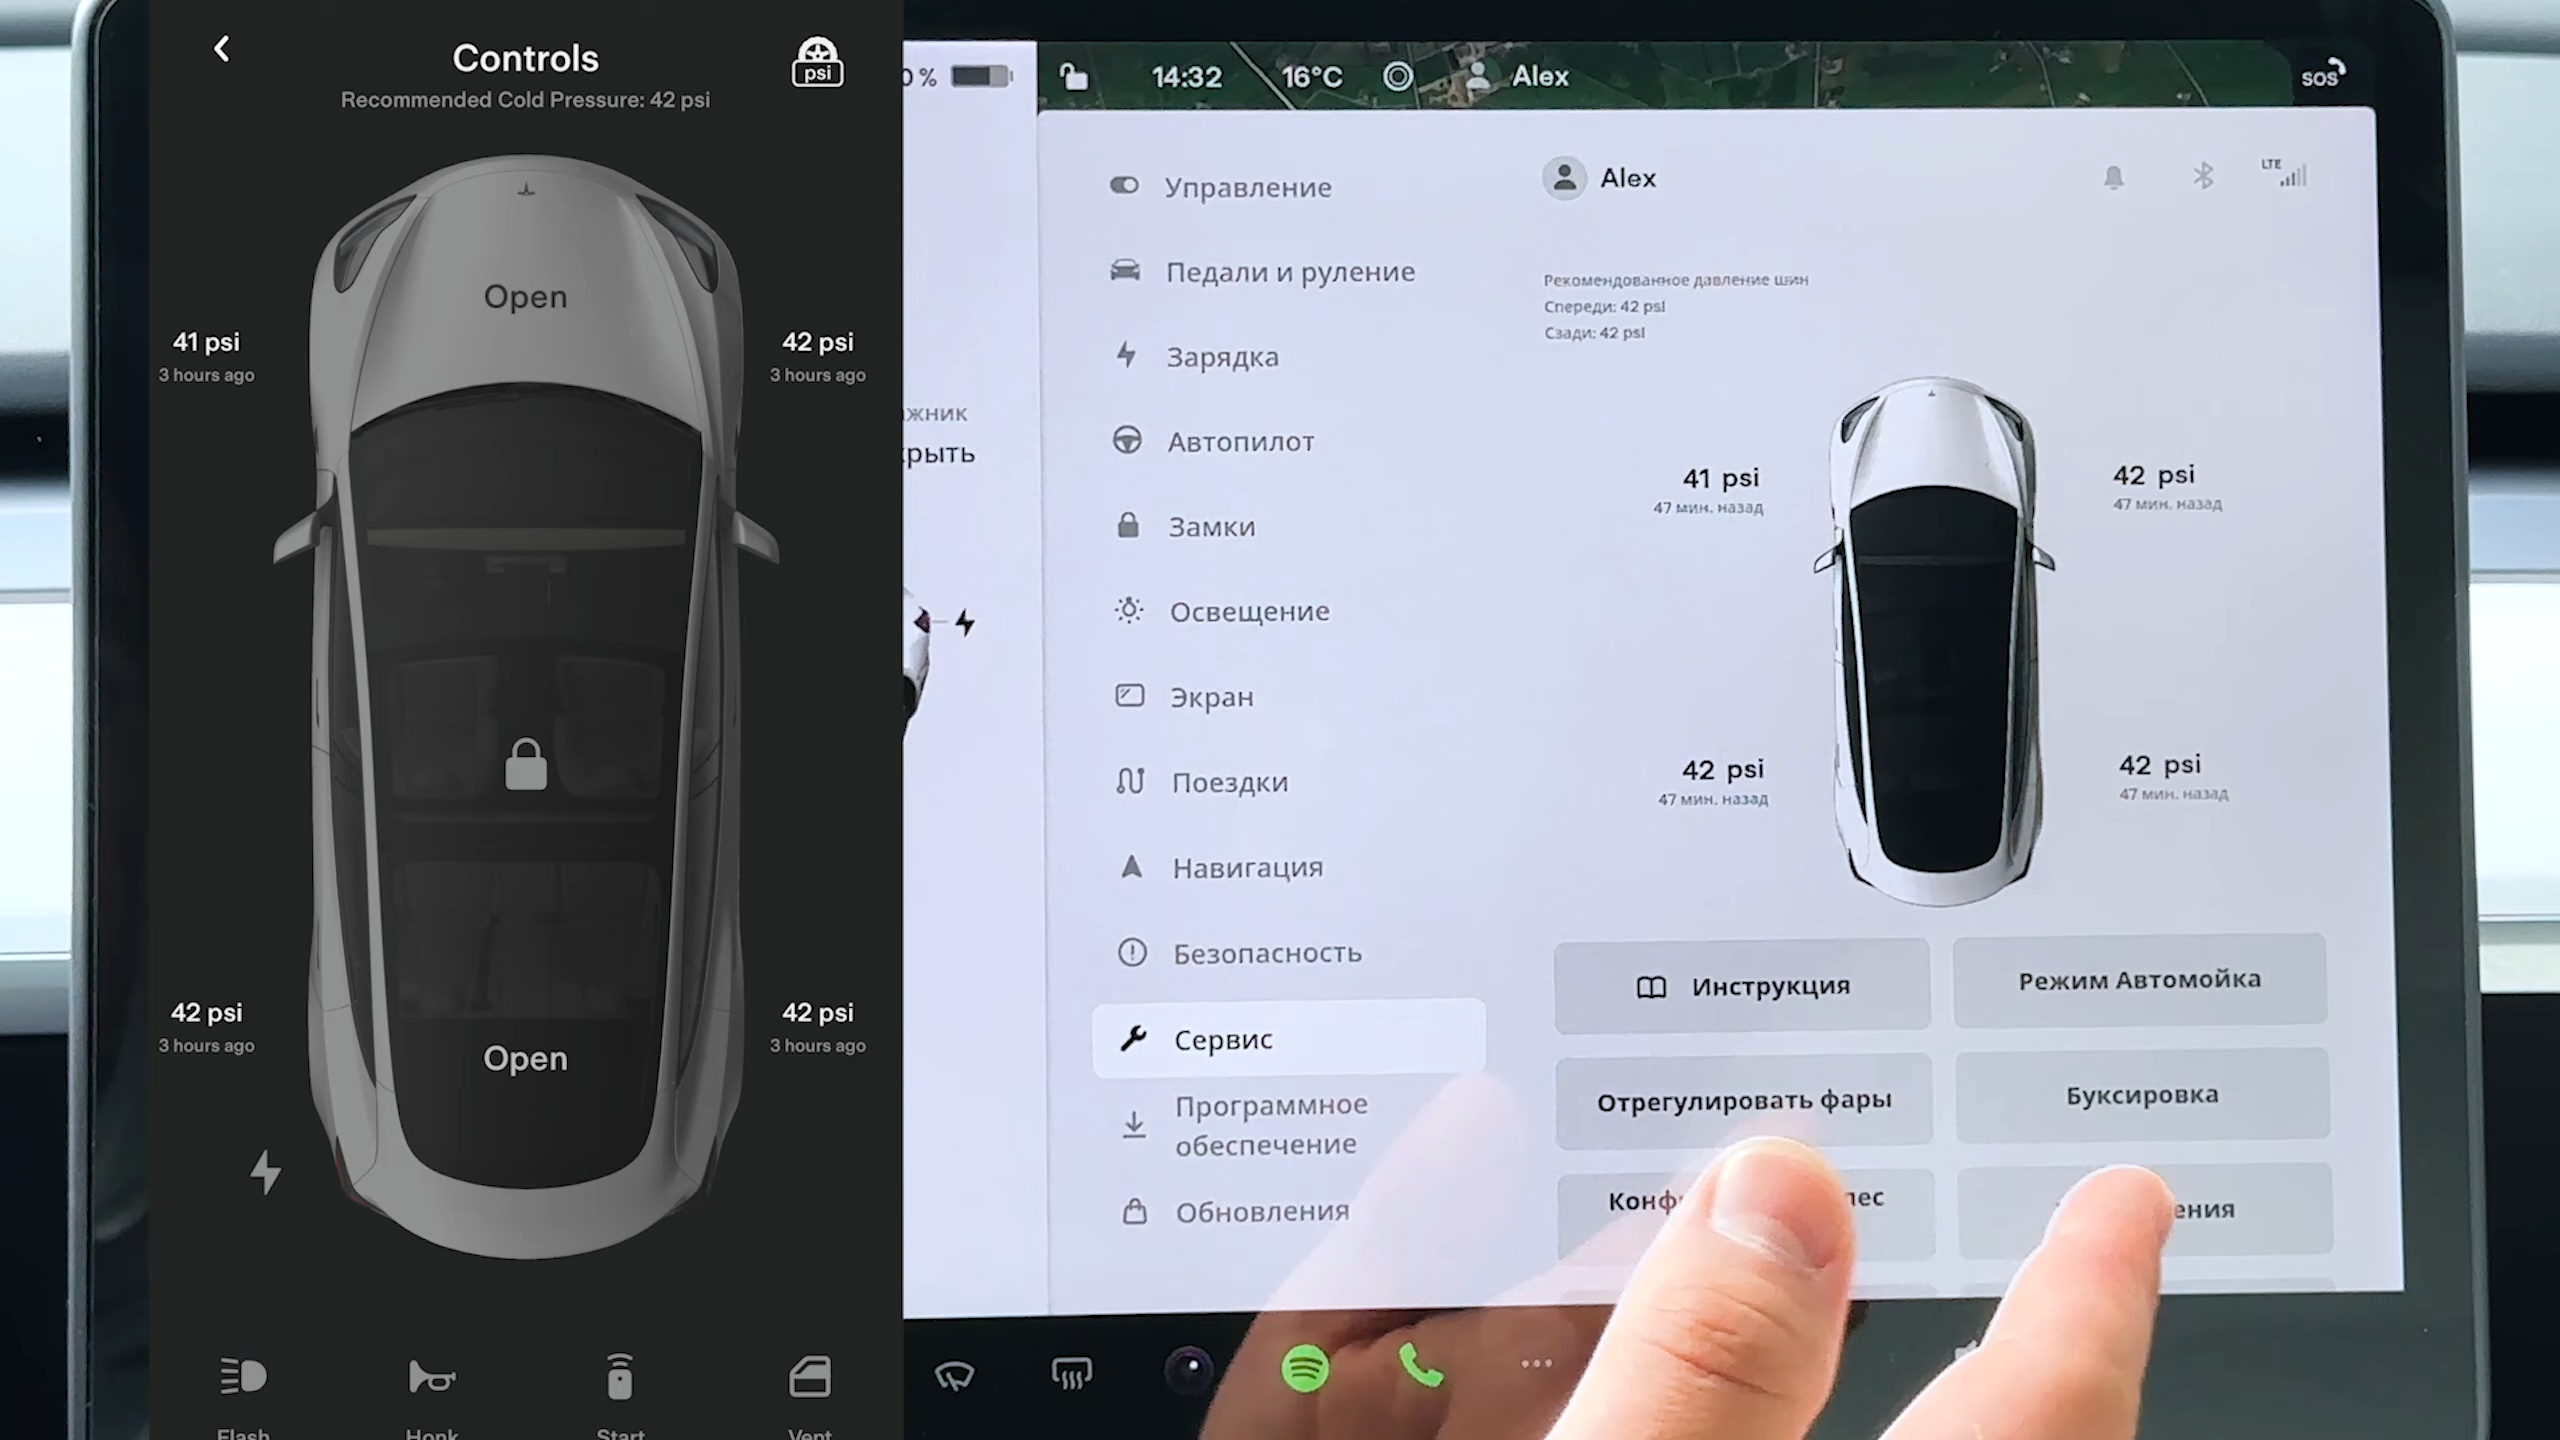 Controls
Recommended Cold Pressure: 42 psi
psi
Open
41 psi
3 hours ago
42 psi
3 hours ago
42 psi
3 hours ago
42 psi
3 hours ago
Open
Flash
Honk
Start
Vent
%
14:32
16°C
Alex
SOS
крыть
Управление
Педали и руление
Зарядка
Автопилот
Замки
Освещение
Экран
Поездки
Навигация
Безопасность
Сервис
Программное
обеспечение
Обновления
Alex
LTE
Рекомендованное давление шин
Спереди: 42 psi
Сзади: 42 psi
41 psi
47 мин. назад
42 psi
47 мин. назад
42 psi
47 мин. назад
42 psi
47 мин. назад
Инструкция
Режим Автомойка
Отрегулировать фары
Буксировка